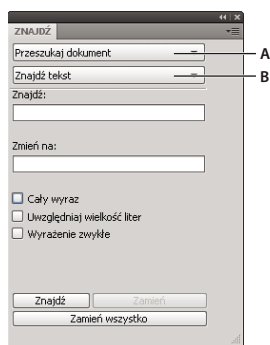 ZNAJDŹ
Przeszukaj dokument
A
Znajdź tekst
B
Znajdź:
Zmień na:
Cały wyraz
Uwzględniaj wielkość liter
Wyrażenie zwykłe
Znajdź Zamień
Zamień wszystko